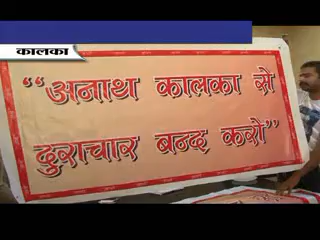 कालका
“अनाथ कालका से
दुराचार बन्द करो”